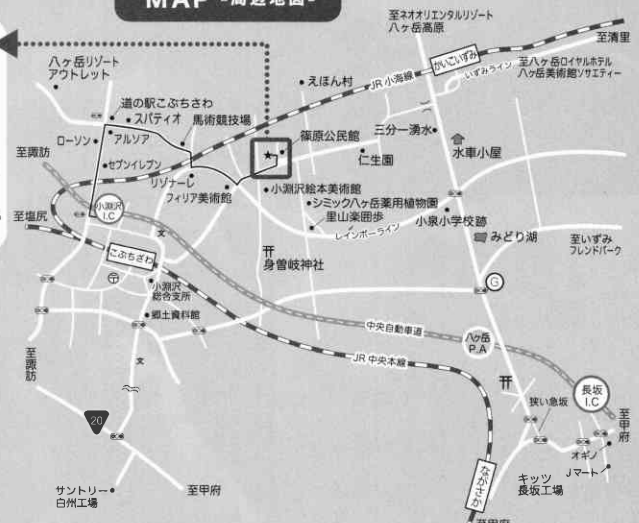 MAP -周辺地図-
至ネオオリエンタルリゾート
八ヶ岳高原
至清里
八ヶ岳リゾート
アウトレット
かいこいずみ
いずみライン
至八ヶ岳ロイヤルホテル
八ヶ岳美術館ソサエティー
えほん村
JR 小海線
道の駅こぶちさわ
スパティオ
馬術競技場
篠原公民館
三分一湧水
水車小屋
ローソン
アルソア
仁生園
至諏訪
セブンイレブン
リゾナーレ
フィリア美術館
小淵沢絵本美術館
シミック八ヶ岳薬用植物園
里山楽囲歩
小泉小学校跡
小淵沢
I.C
レインボーライン
みどり湖
至いずみ
フレンドパーク
至塩尻
こぶちざわ
身曽岐神社
小淵沢
総合支所
郷土資料館
G
中央自動車道
八ヶ岳
P.A
JR 中央本線
至諏訪
長坂
I.C
狭い急坂
至甲府
20
オギノ
Jマート
キッツ
長坂工場
ながさか
サントリー
白州工場
至甲府
至甲府